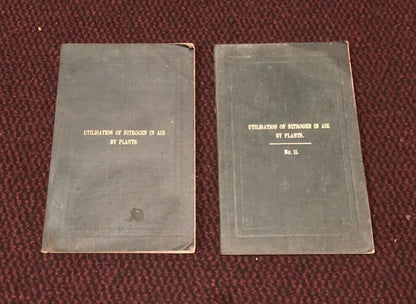 UTILISATION OF NITROGEN IN AIR
BY PLANTS.
UTILISATION OF NITROGEN IN AIR
BY PLANTS.
No. II.